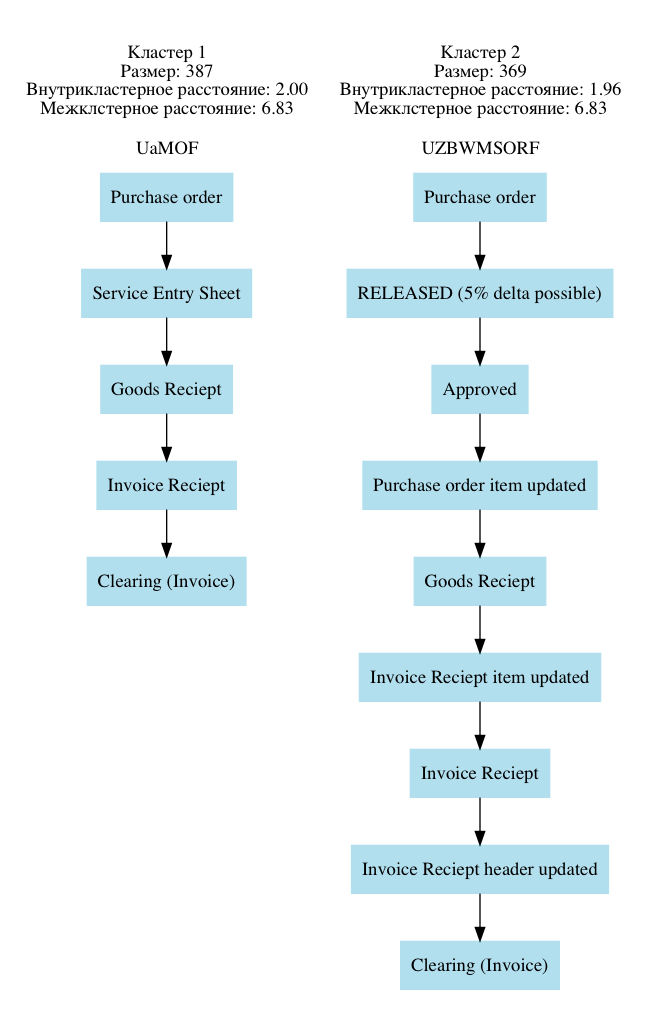 Кластер 1
Размер: 387
Внутрикластерное расстояние: 2.00
Межклстерное расстояние: 6.83
UaMOF
Purchase order
Service Entry Sheet
Goods Reciept
Invoice Reciept
Clearing (Invoice)
Кластер 2
Размер: 369
Внутрикластерное расстояние: 1.96
Межклстерное расстояние: 6.83
UZBWMSORF
Purchase order
RELEASED (5% delta possible)
Approved
Purchase order item updated
Goods Reciept
Invoice Reciept item updated
Invoice Reciept
Invoice Reciept header updated
Clearing (Invoice)